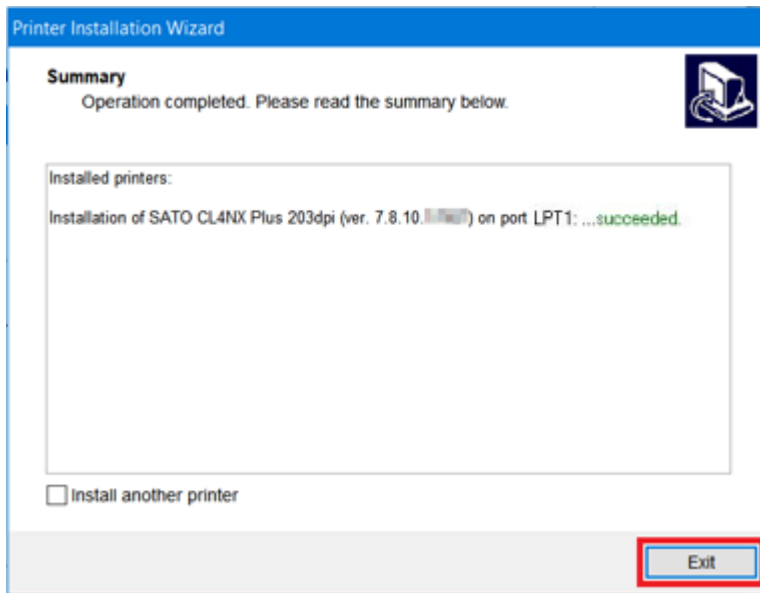 Printer Installation Wizard
Summary
Operation completed. Please read the summary below.
Installed printers:
Installation of SATO CL4NX Plus 203dpi (ver. 7.8.10. ) on port LPT1: ...succeeded.
Install another printer
Exit